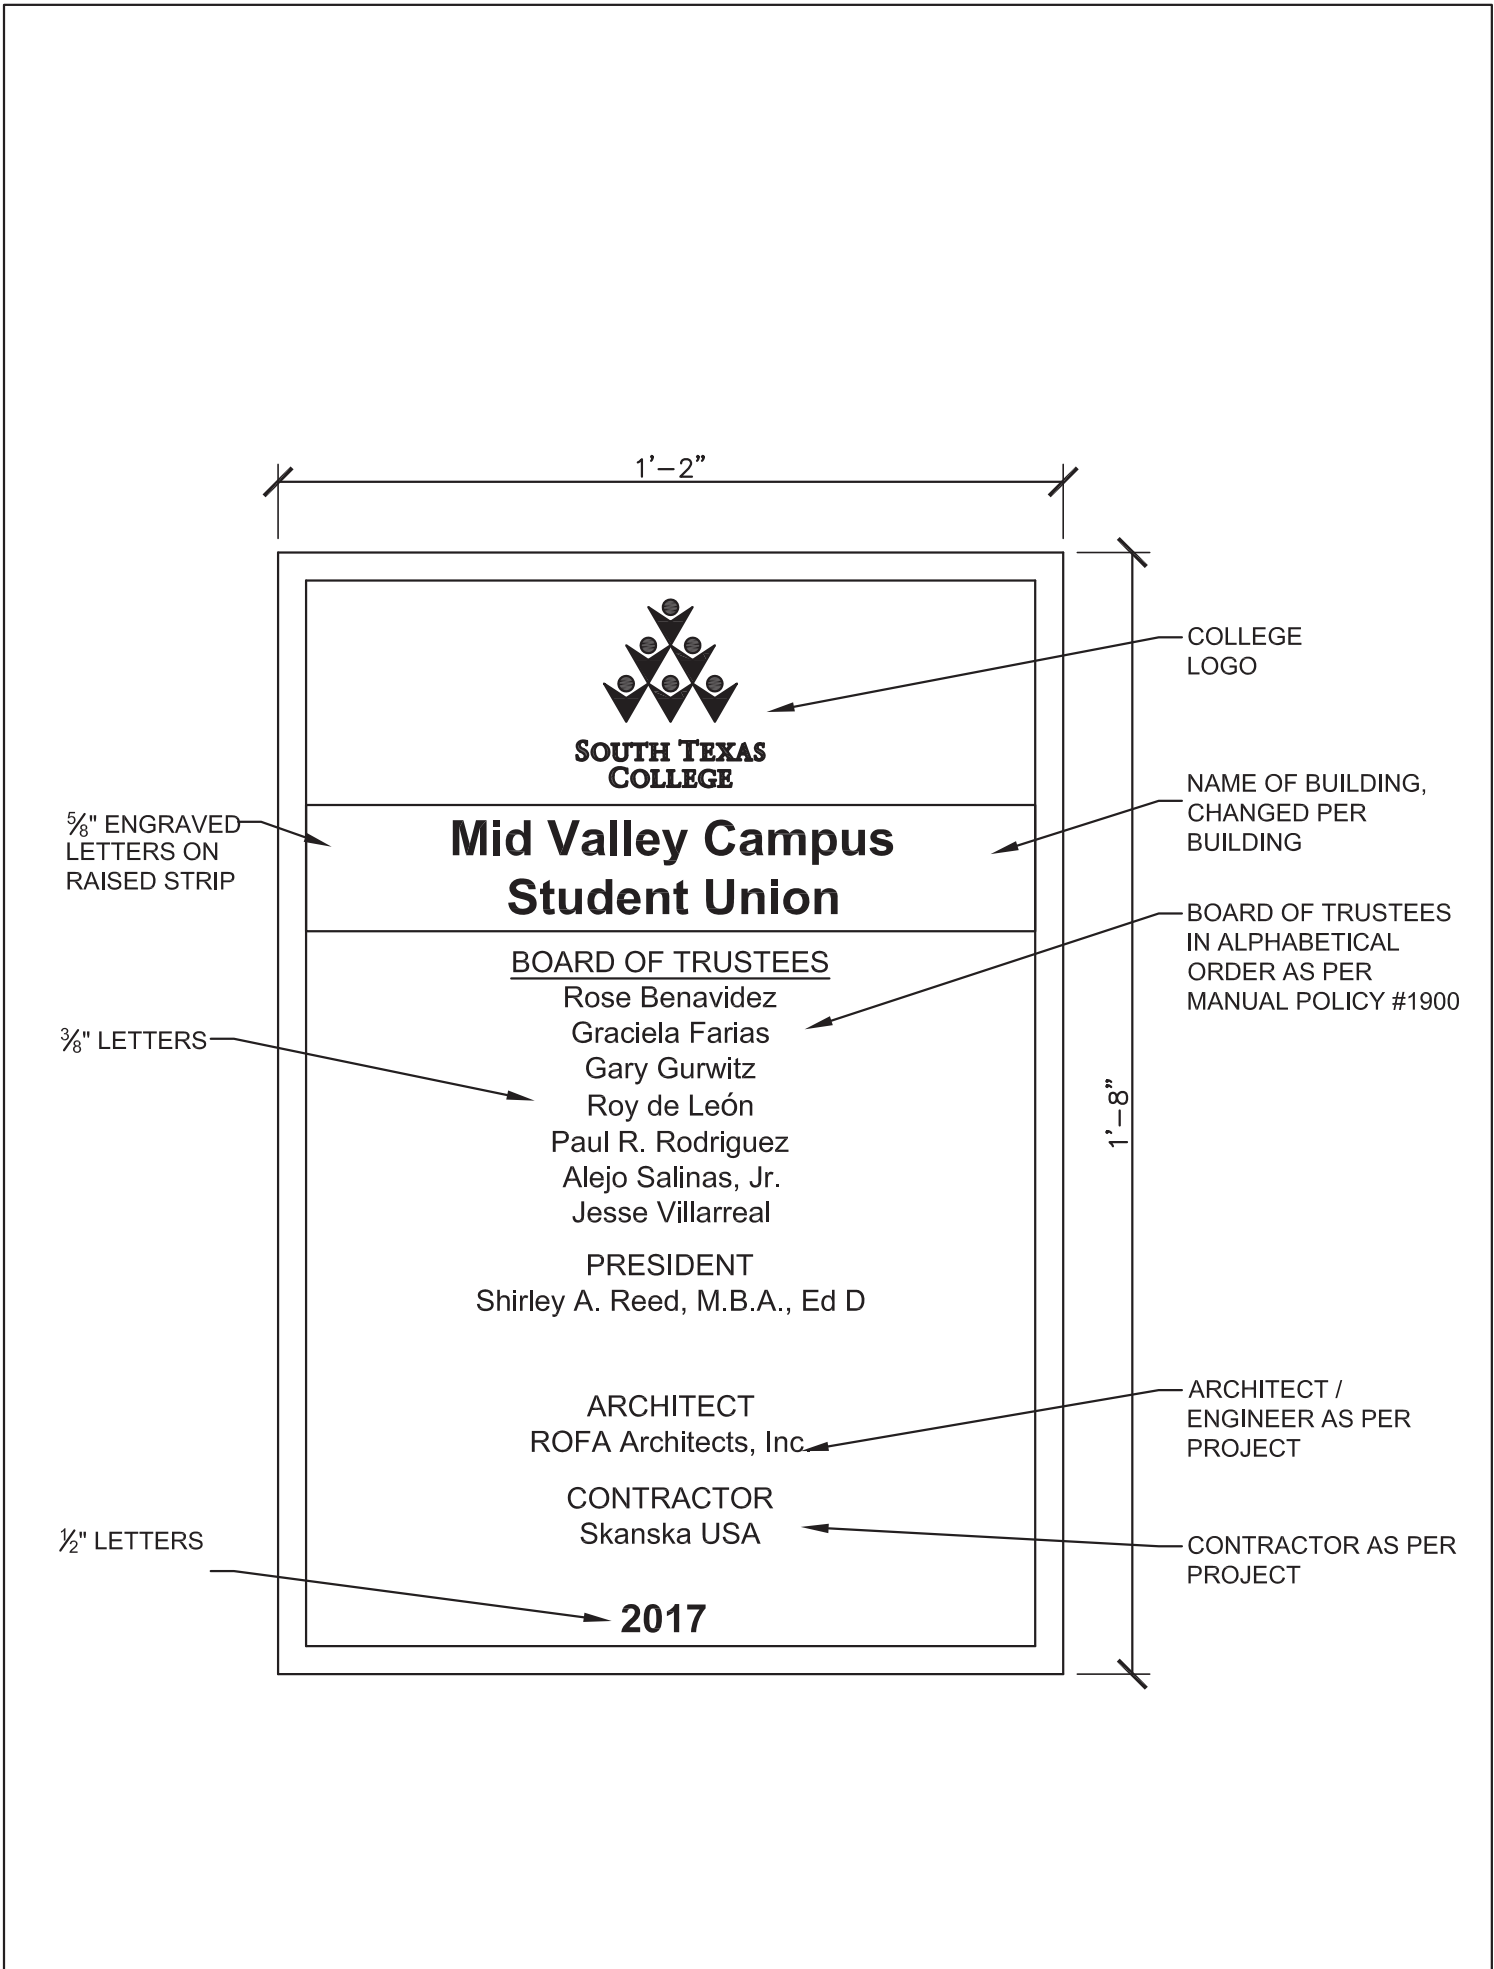 1'-2"
SOUTH TEXAS
COLLEGE
COLLEGE
LOGO
Mid Valley Campus
Student Union
5/8" ENGRAVED
LETTERS ON
RAISED STRIP
NAME OF BUILDING,
CHANGED PER
BUILDING
BOARD OF TRUSTEES
Rose Benavidez
Graciela Farias
Gary Gurwitz
Roy de León
Paul R. Rodriguez
Alejo Salinas, Jr.
Jesse Villarreal
BOARD OF TRUSTEES
IN ALPHABETICAL
ORDER AS PER
MANUAL POLICY #1900
3/8" LETTERS
1'-8"
PRESIDENT
Shirley A. Reed, M.B.A., Ed D
ARCHITECT
ROFA Architects, Inc.
ARCHITECT /
ENGINEER AS PER
PROJECT
CONTRACTOR
Skanska USA
CONTRACTOR AS PER
PROJECT
1/2" LETTERS
2017